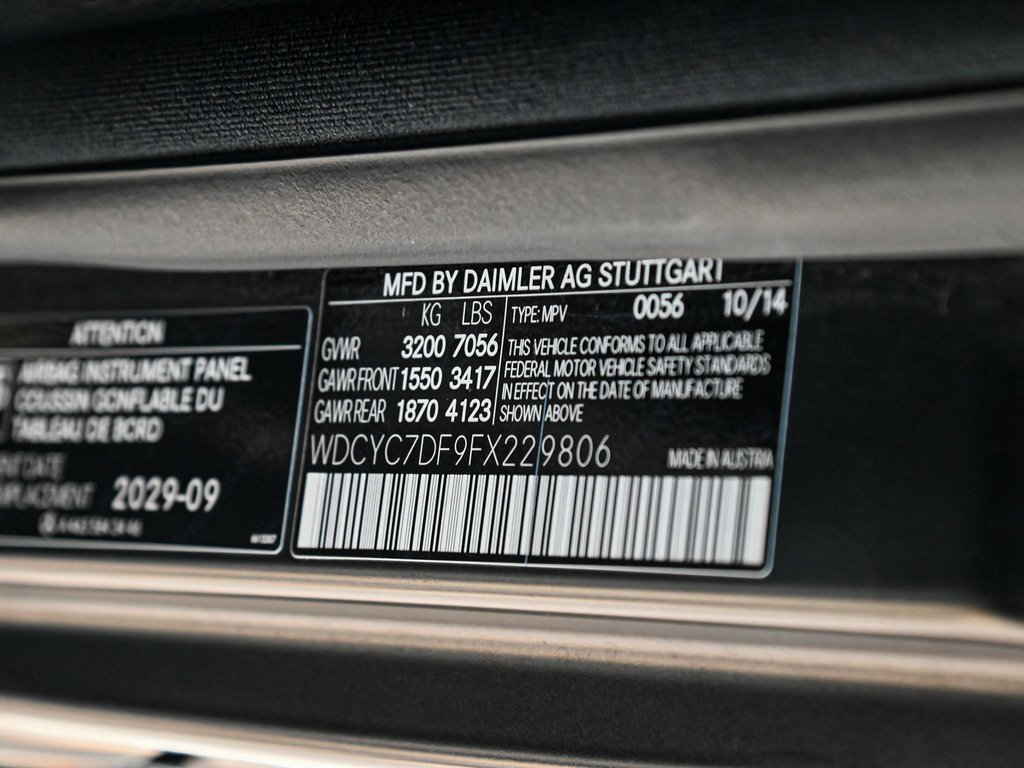 ATTENTION
AIRBAG INSTRUMENT PANEL
COUSSIN GONFLABLE DU
TABLEAU DE BORD
DATE
2029-09
MFD BY DAIMLER AG STUTTGART
KG LBS
TYPE: MPV 0056 10/14
GVWR 3200 7056
GAWR FRONT 1550 3417
GAWR REAR 1870 4123
THIS VEHICLE CONFORMS TO ALL APPLICABLE
FEDERAL MOTOR VEHICLE SAFETY STANDARDS
IN EFFECT ON THE DATE OF MANUFACTURE
SHOWN ABOVE
WDCYC7DF9FX229806
MADE IN AUSTRIA